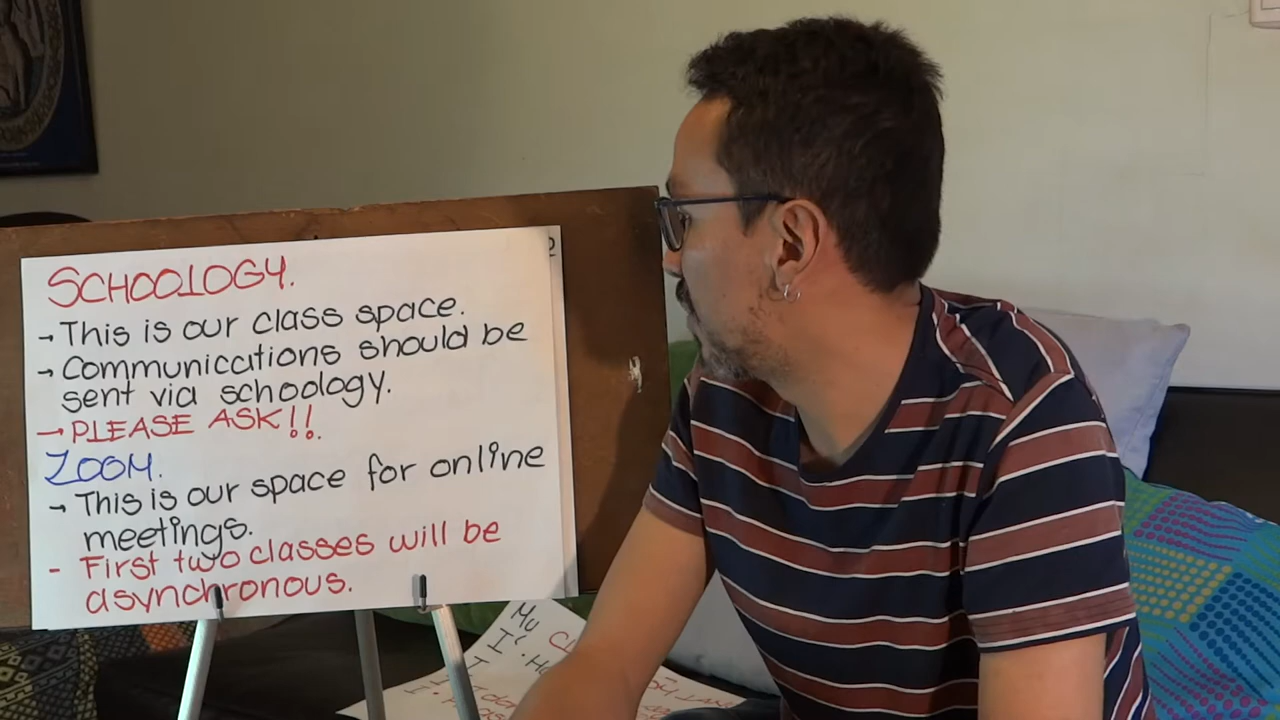 SCHOOLOGY.
→ This is our class space.
→ Communications should be
sent via schoology.
→ PLEASE ASK!!.
ZOOM.
→ This is our space for online
meetings.
- First two classes will be
asynchronous.
My
I